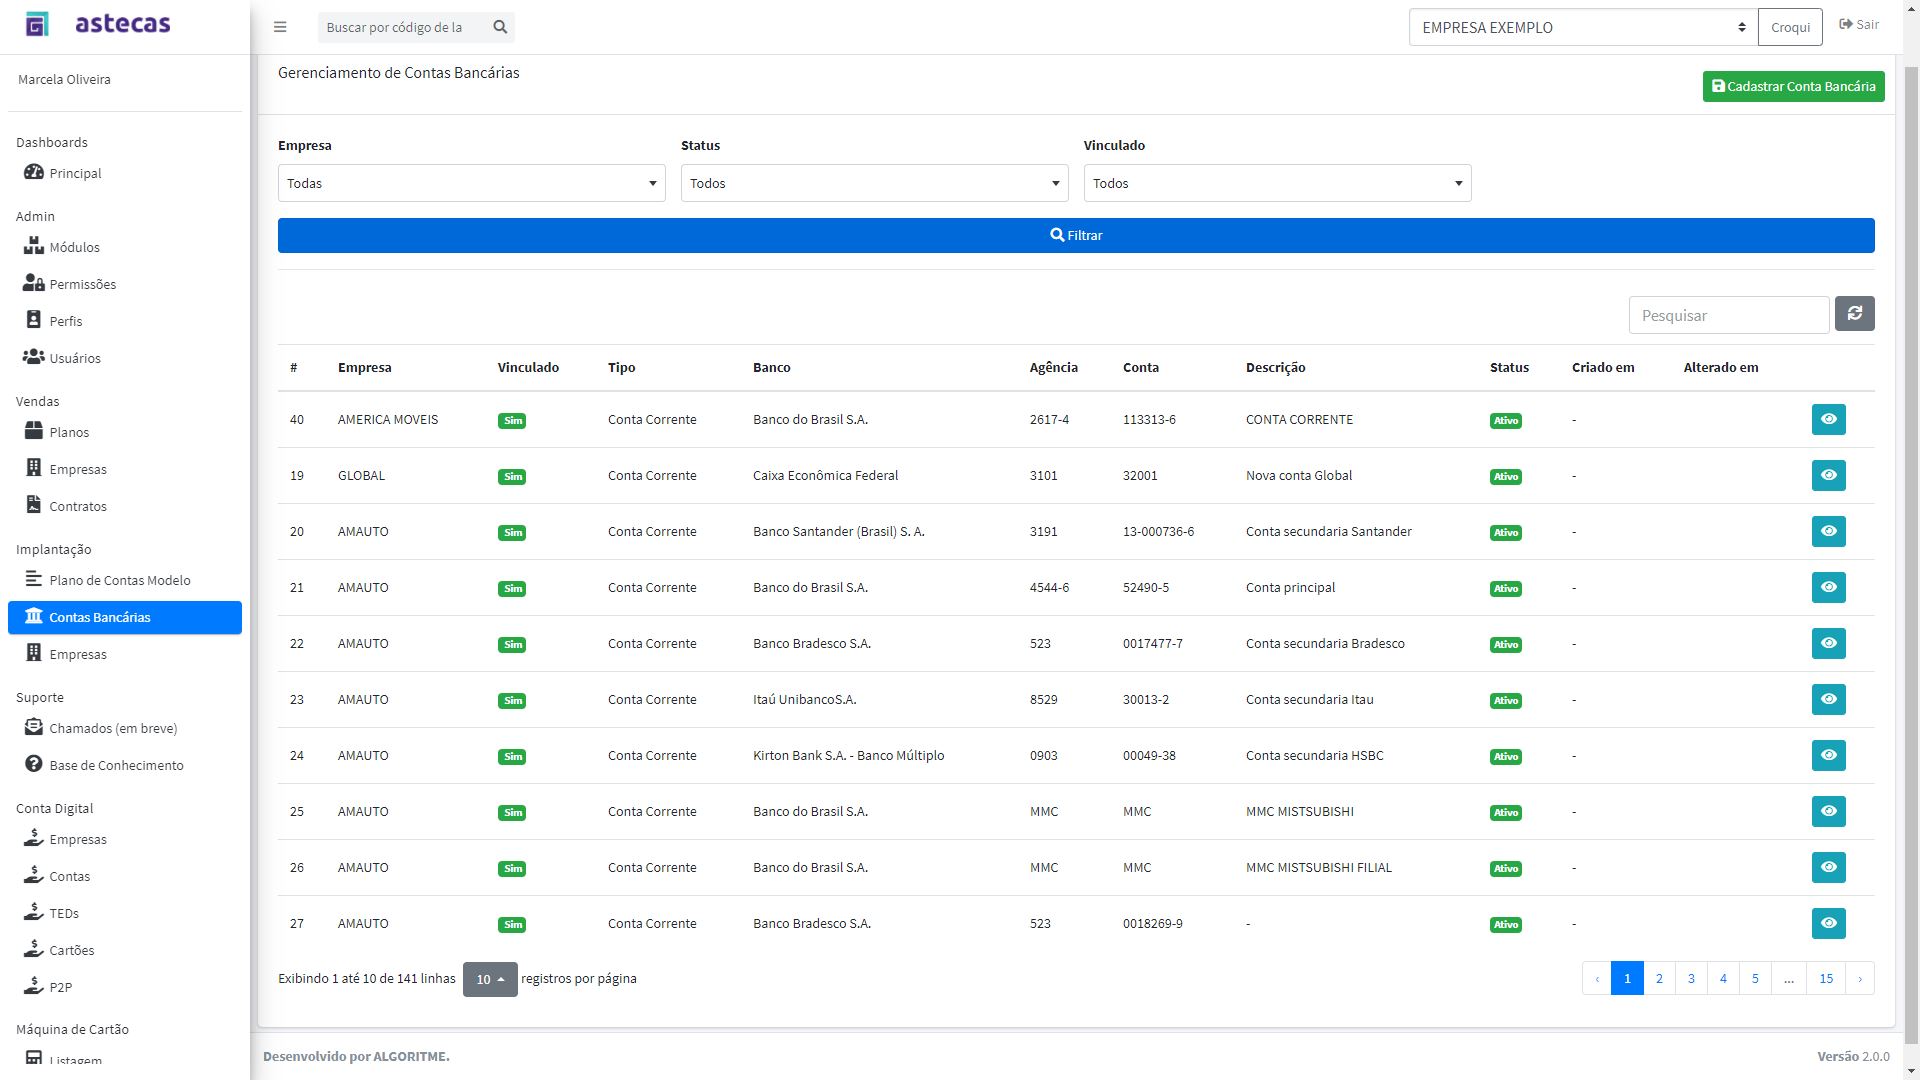 astecas
Buscar por código de la
EMPRESA EXEMPLO
Croqui
Sair
Marcela Oliveira
Dashboards
Principal
Admin
Módulos
Permissões
Perfis
Usuários
Vendas
Planos
Empresas
Contratos
Implantação
Plano de Contas Modelo
Contas Bancárias
Empresas
Suporte
Chamados (em breve)
Base de Conhecimento
Conta Digital
Empresas
Contas
TEDs
Cartões
P2P
Máquina de Cartão
Listagem
Gerenciamento de Contas Bancárias
Cadastrar Conta Bancária
Empresa Status Vinculado
Todas Todos Todos
Filtrar
Pesquisar
# Empresa Vinculado Tipo Banco Agência Conta Descrição Status Criado em Alterado em
40 AMERICA MOVEIS Sim Conta Corrente Banco do Brasil S.A. 2617-4 113313-6 CONTA CORRENTE Ativo -
19 GLOBAL Sim Conta Corrente Caixa Econômica Federal 3101 32001 Nova conta Global Ativo -
20 AMAUTO Sim Conta Corrente Banco Santander (Brasil) S. A. 3191 13-000736-6 Conta secundaria Santander Ativo -
21 AMAUTO Sim Conta Corrente Banco do Brasil S.A. 4544-6 52490-5 Conta principal Ativo -
22 AMAUTO Sim Conta Corrente Banco Bradesco S.A. 523 0017477-7 Conta secundaria Bradesco Ativo -
23 AMAUTO Sim Conta Corrente Itaú UnibancoS.A. 8529 30013-2 Conta secundaria Itau Ativo -
24 AMAUTO Sim Conta Corrente Kirton Bank S.A. - Banco Múltiplo 0903 00049-38 Conta secundaria HSBC Ativo -
25 AMAUTO Sim Conta Corrente Banco do Brasil S.A. MMC MMC MMC MISTSUBISHI Ativo -
26 AMAUTO Sim Conta Corrente Banco do Brasil S.A. MMC MMC MMC MISTSUBISHI FILIAL Ativo -
27 AMAUTO Sim Conta Corrente Banco Bradesco S.A. 523 0018269-9 - Ativo -
Exibindo 1 até 10 de 141 linhas 10 registros por página
‹ 1 2 3 4 5 ... 15 ›
Desenvolvido por ALGORITME.
Versão 2.0.0